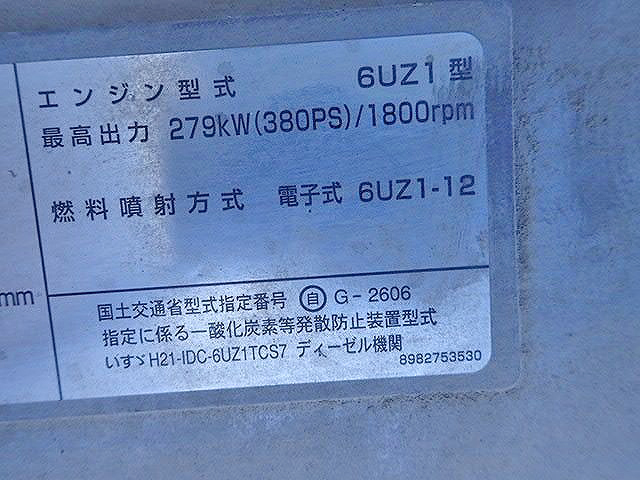 エンジン型式 6UZ1型
最高出力 279kW(380PS)/1800rpm
燃料噴射方式 電子式 6UZ1-12
mm
国土交通省型式指定番号 自 G-2606
指定に係る一酸化炭素等発散防止装置型式
いすゞH21-IDC-6UZ1TCS7 ディーゼル機関
8982753530